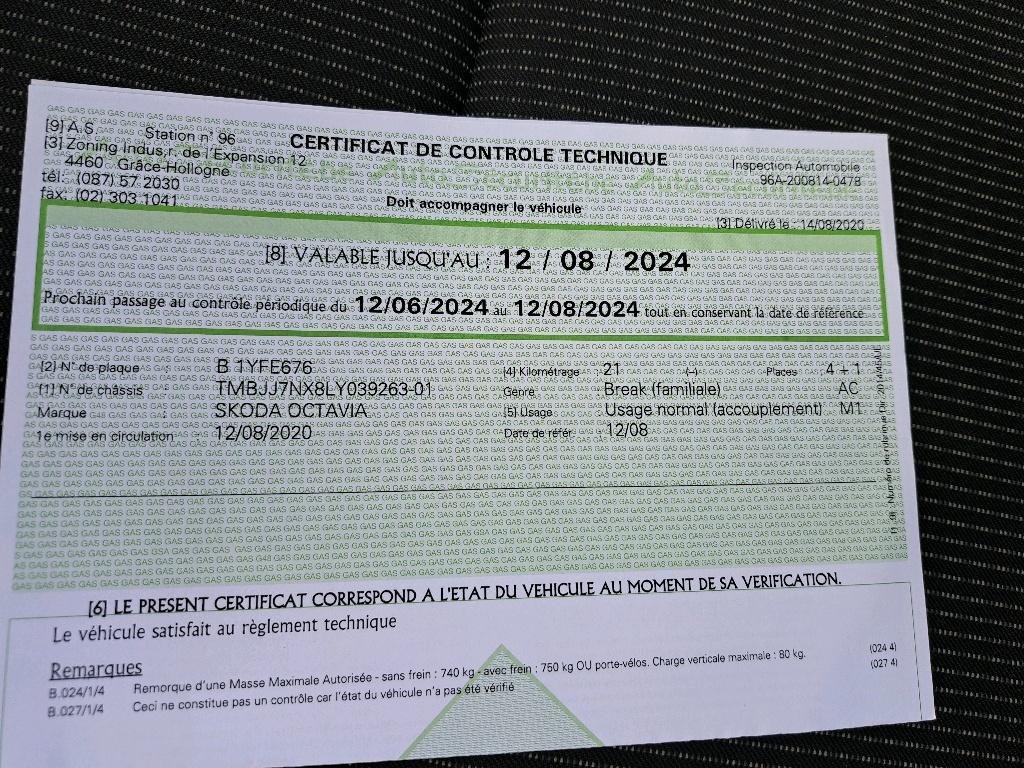 [9] A.S. Station n° 96
[3] Zoning Indus,r. de l'Expansion 12
4460 Grâce-Hollogne
tél.: (087) 57 2030
fax: (02) 303 1041
CERTIFICAT DE CONTROLE TECHNIQUE
Doit accompagner le véhicule
Inspection Automobile
96A-200814-0478
[3] Délivré le : 14/08/2020
[8] VALABLE JUSQU'AU : 12 / 08 / 2024
Prochain passage au contrôle périodique du 12/06/2024 au 12/08/2024 tout en conservant la date de référence
[2] N° de plaque : B 1YFE676 [4] Kilométrage : 21 (--) Places : 4 + 1
[1] N° de châssis : TMBJJ7NX8LY039263-01 Genre : Break (familiale) AC
Marque : SKODA OCTAVIA [5] Usage : Usage normal (accouplement) M1
1e mise en circulation : 12/08/2020 Date de référ. : 12/08
[6] LE PRESENT CERTIFICAT CORRESPOND A L'ETAT DU VEHICULE AU MOMENT DE SA VERIFICATION.
Le véhicule satisfait au règlement technique
Remarques
B.024/1/4 Remorque d'une Masse Maximale Autorisée - sans frein : 740 kg - avec frein : 750 kg OU porte-vélos. Charge verticale maximale : 80 kg. (024 4)
B.027/1/4 Ceci ne constitue pas un contrôle car l'état du véhicule n'a pas été vérifié (027 4)